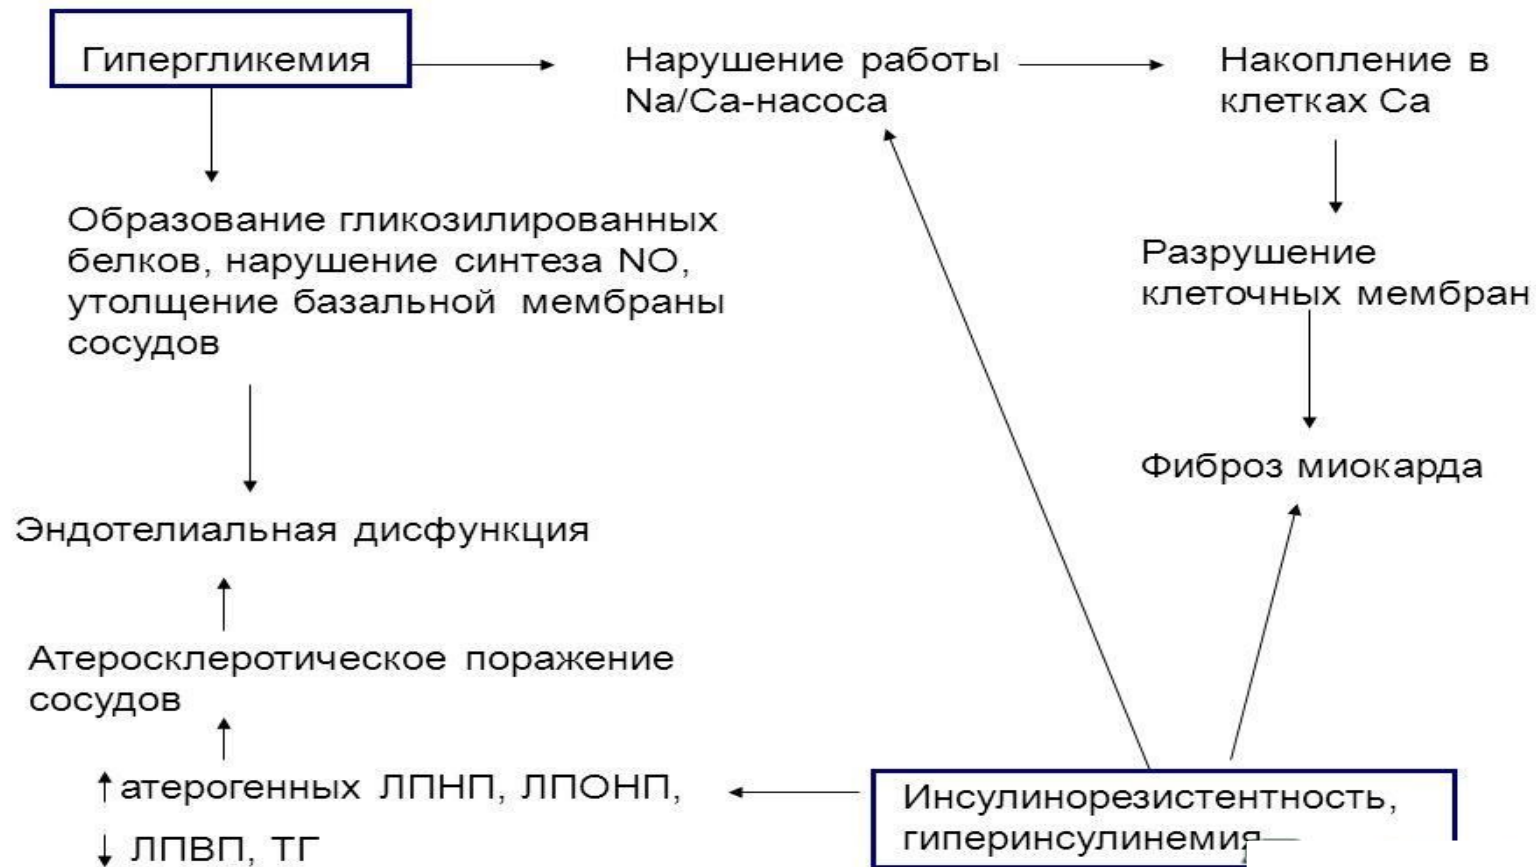 Гипергликемия
Нарушение работы
Na/Ca-насоса
Накопление в
клетках Ca
Образование гликозилированных
белков, нарушение синтеза NO,
утолщение базальной мембраны
сосудов
Разрушение
клеточных мембран
Фиброз миокарда
Эндотелиальная дисфункция
Атеросклеротическое поражение
сосудов
↑ атерогенных ЛПНП, ЛПОНП,
↓ ЛПВП, ТГ
Инсулинорезистентность,
гиперинсулинемия